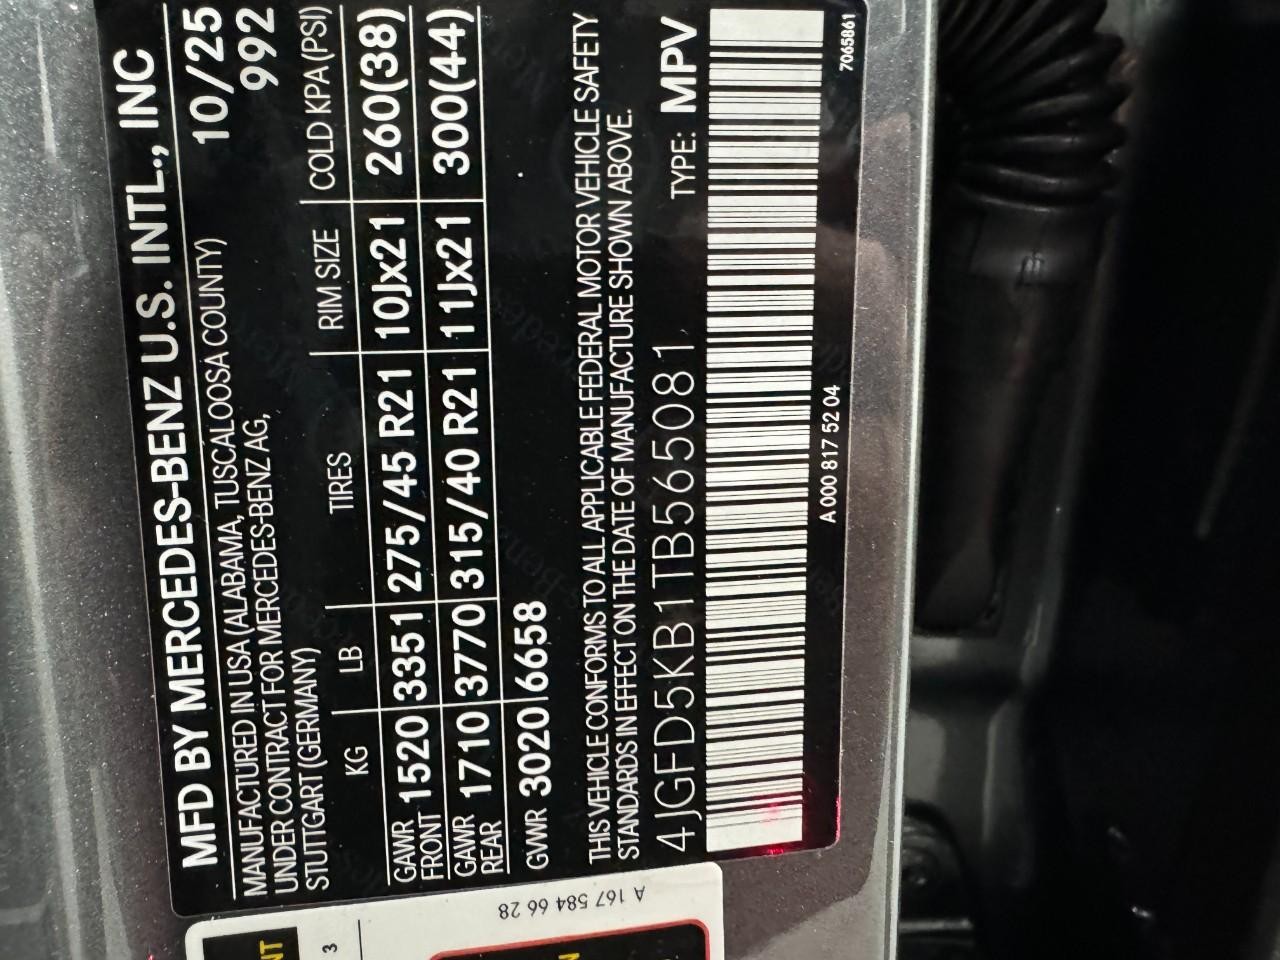 MFD BY MERCEDES-BENZ U.S. INTL., INC
MANUFACTURED IN USA (ALABAMA, TUSCALOOSA COUNTY) 10/25
UNDER CONTRACT FOR MERCEDES-BENZ AG, 992
STUTTGART (GERMANY)
KG LB TIRES RIM SIZE COLD KPA (PSI)
GAWR FRONT 1520 3351 275/45 R21 10Jx21 260(38)
GAWR REAR 1710 3770 315/40 R21 11Jx21 300(44)
GVWR 3020 6658
THIS VEHICLE CONFORMS TO ALL APPLICABLE FEDERAL MOTOR VEHICLE SAFETY
STANDARDS IN EFFECT ON THE DATE OF MANUFACTURE SHOWN ABOVE.
4JGFD5KB1TB565081 TYPE: MPV
A 000 817 52 04 7065861
A 167 584 66 28
3